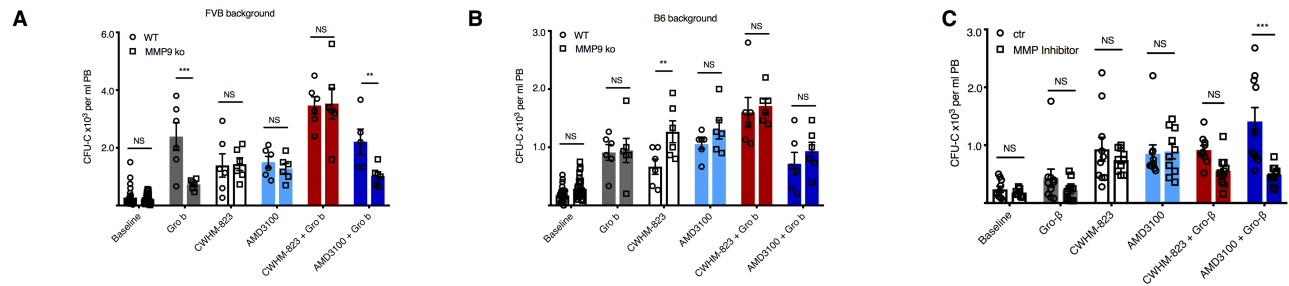 A
FVB background
WT
MMP9 ko
CFU-C x10³ per ml PB
6.0
4.0
2.0
NS
***
NS
NS
NS
**
Baseline
Gro b
CWHM-823
AMD3100
CWHM-823 + Gro b
AMD3100 + Gro b
B
B6 background
WT
MMP9 ko
CFU-C x10³ per ml PB
3.0
2.0
1.0
NS
NS
**
NS
NS
NS
Baseline
Gro b
CWHM-823
AMD3100
CWHM-823 + Gro b
AMD3100 + Gro b
C
ctr
MMP Inhibitor
CFU-C x10³ per ml PB
3.0
2.0
1.0
NS
NS
NS
NS
NS
***
Baseline
Gro-β
CWHM-823
AMD3100
CWHM-823 + Gro-β
AMD3100 + Gro-β